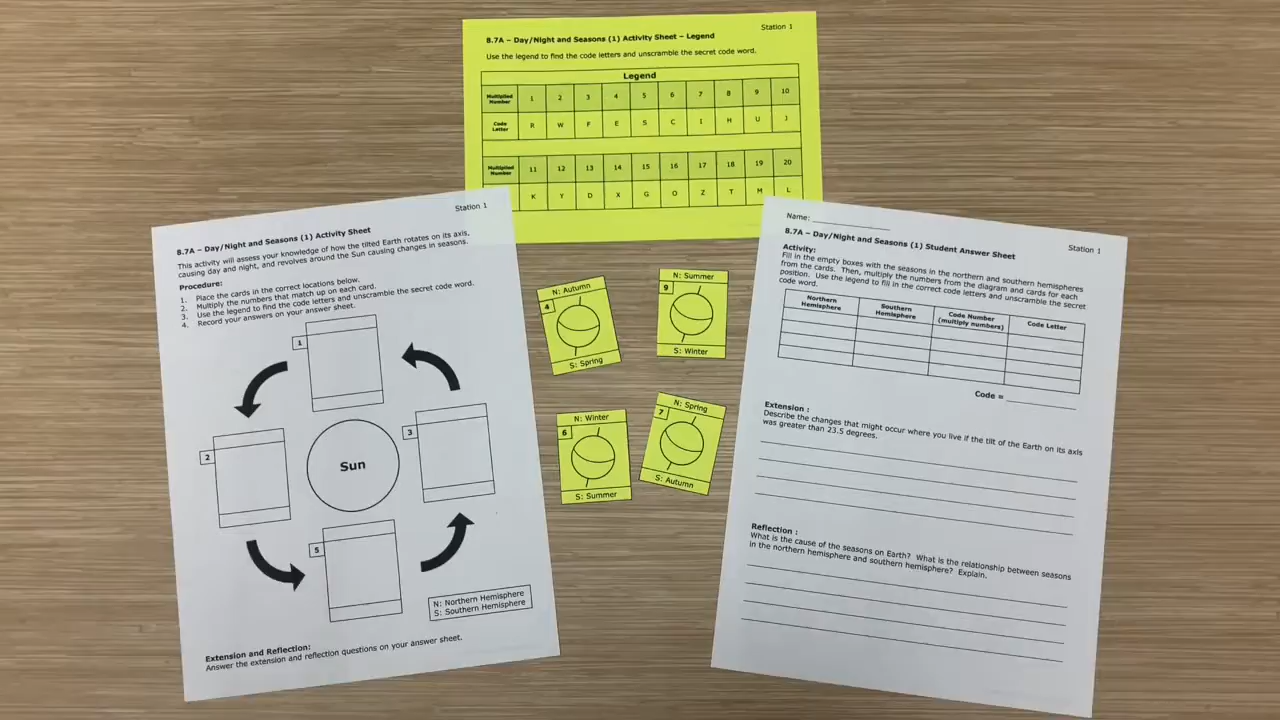 Station 1
8.7A – Day/Night and Seasons (1) Activity Sheet – Legend
Use the legend to find the code letters and unscramble the secret code word.
Legend
Multiplied Number 1 2 3 4 5 6 7 8 9 10
Code Letter R W F E S C I H U J
Multiplied Number 11 12 13 14 15 16 17 18 19 20
K Y D X G O Z T M L
Station 1
8.7A – Day/Night and Seasons (1) Activity Sheet
This activity will assess your knowledge of how the tilted Earth rotates on its axis,
causing day and night, and revolves around the Sun causing changes in seasons.
Procedure:
1. Place the cards in the correct locations below.
2. Multiply the numbers that match up on each card.
3. Use the legend to find the code letters and unscramble the secret code word.
4. Record your answers on your answer sheet.
1
2
3
Sun
5
N: Northern Hemisphere
S: Southern Hemisphere
Extension and Reflection:
Answer the extension and reflection questions on your answer sheet.
N: Autumn
4
S: Spring
N: Summer
9
S: Winter
N: Winter
6
S: Summer
N: Spring
7
S: Autumn
Name: ________________
Station 1
8.7A – Day/Night and Seasons (1) Student Answer Sheet
Activity:
Fill in the empty boxes with the seasons in the northern and southern hemispheres
from the cards. Then, multiply the numbers from the diagram and cards for each
position. Use the legend to fill in the correct code letters and unscramble the secret
code word.
Northern Hemisphere Southern Hemisphere Code Number (multiply numbers) Code Letter
Code = ______________
Extension :
Describe the changes that might occur where you live if the tilt of the Earth on its axis
was greater than 23.5 degrees.
Reflection :
What is the cause of the seasons on Earth? What is the relationship between seasons
in the northern hemisphere and southern hemisphere? Explain.